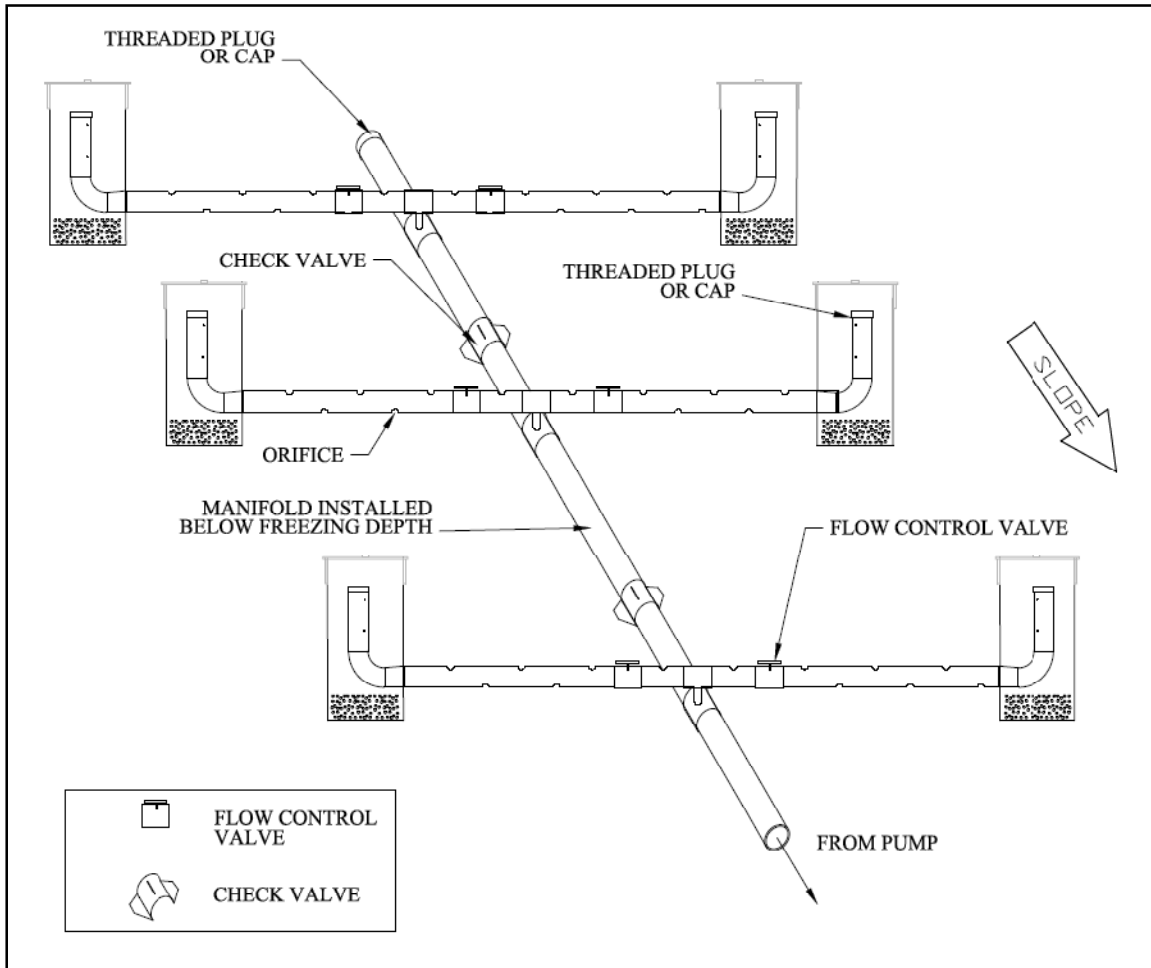 THREADED PLUG
OR CAP
CHECK VALVE
THREADED PLUG
OR CAP
SLOPE
ORIFICE
MANIFOLD INSTALLED
BELOW FREEZING DEPTH
FLOW CONTROL VALVE
FROM PUMP
FLOW CONTROL
VALVE
CHECK VALVE